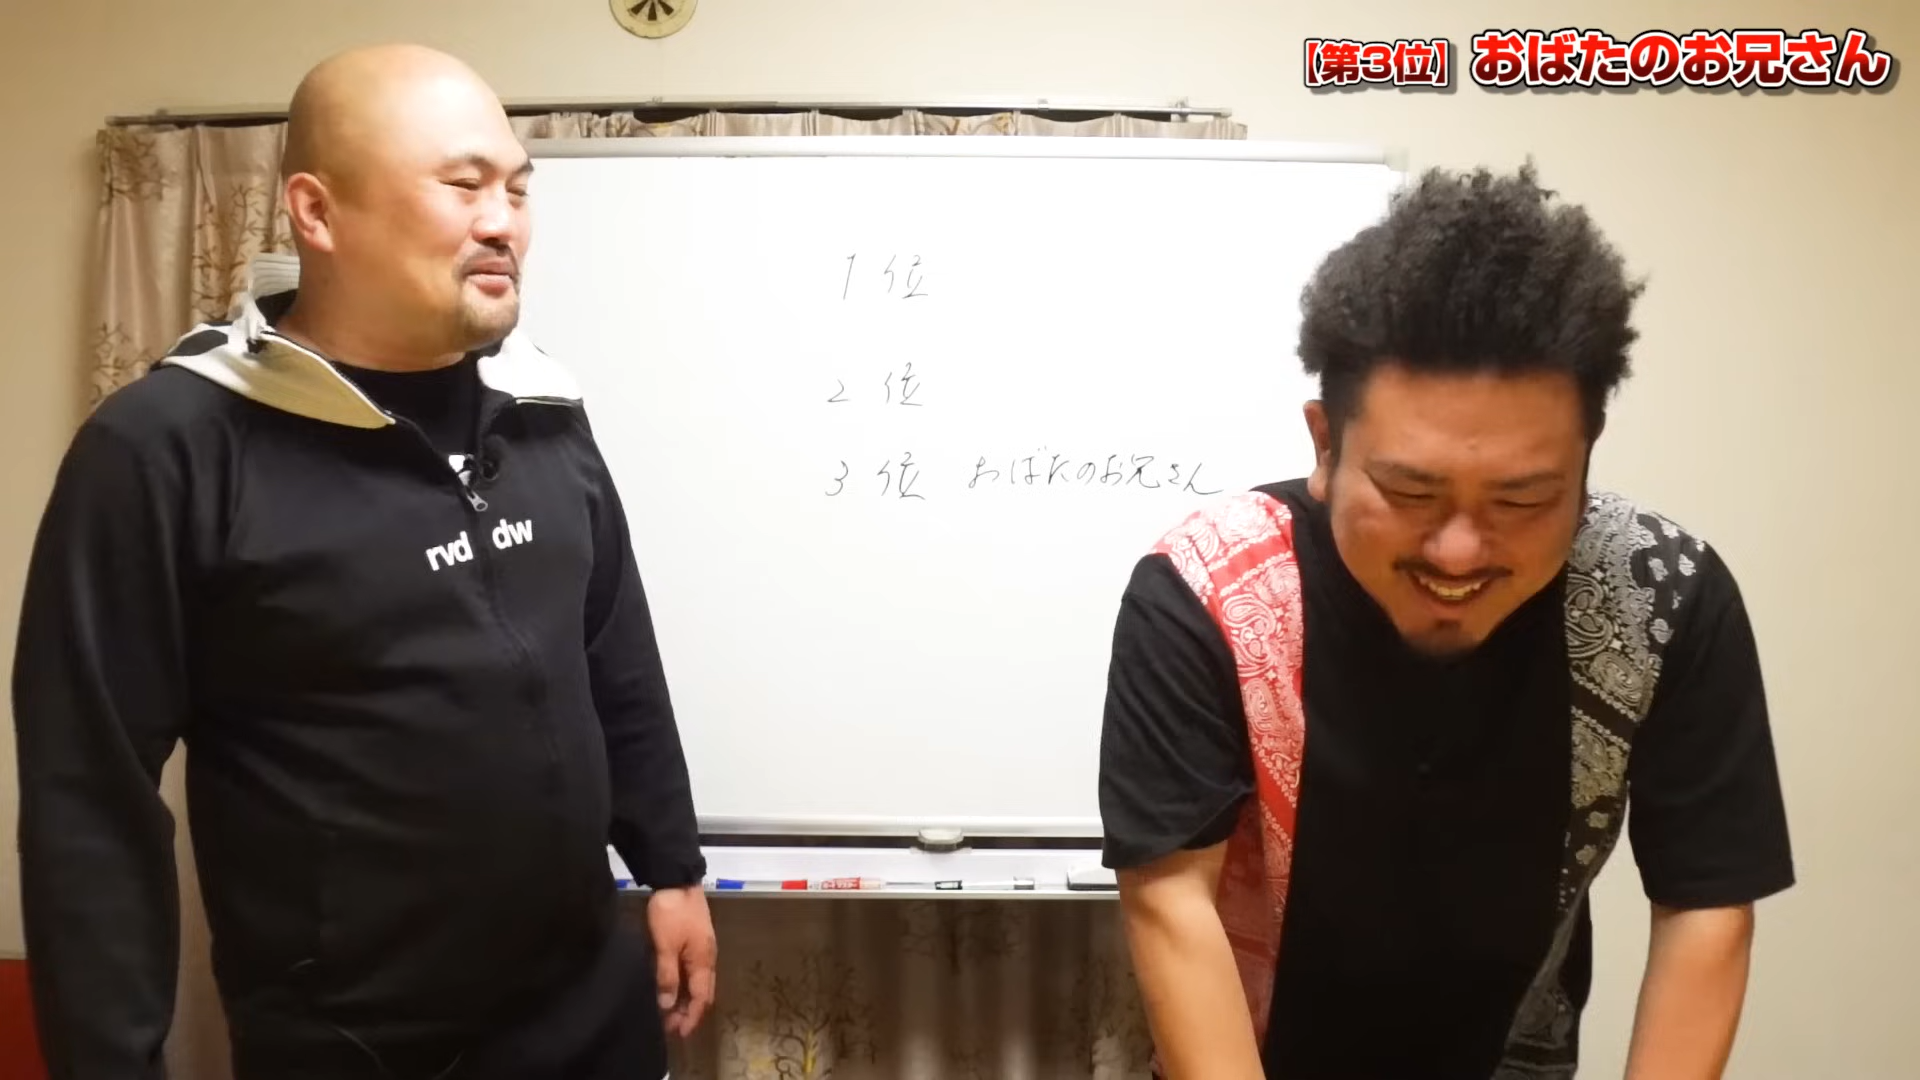 【第3位】おばたのお兄さん
1位
2位
3位 おばたのお兄さん
rvd dw